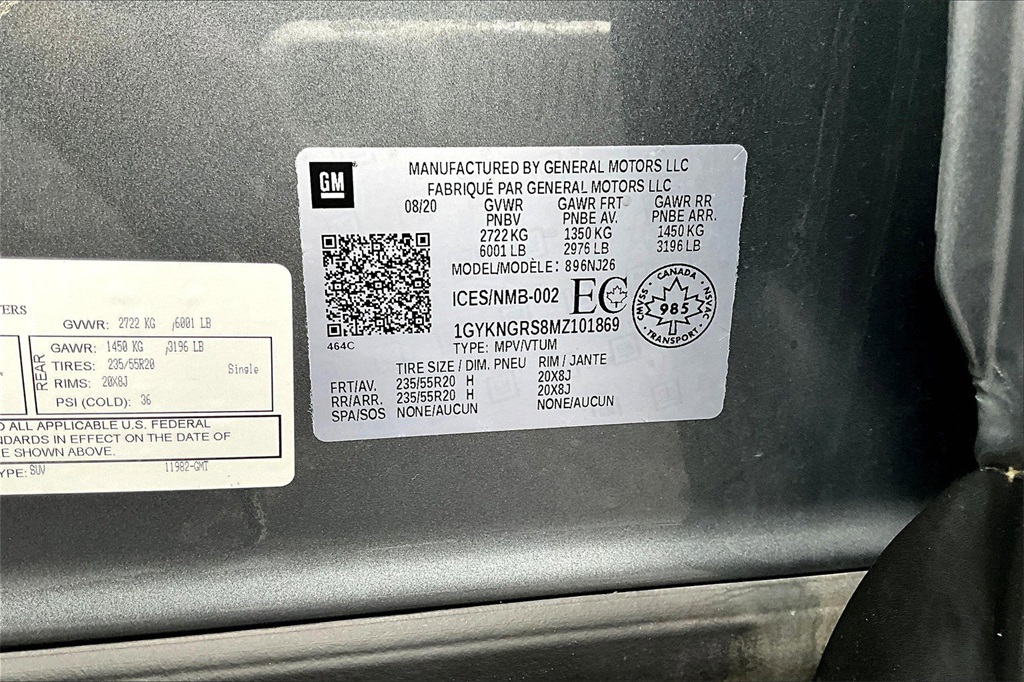 TERS
GVWR: 2722 KG ;6001 LB
REAR
GAWR: 1450 KG ;3196 LB
TIRES: 235/55R20 Single
RIMS: 20X8J
PSI (COLD): 36
ALL APPLICABLE U.S. FEDERAL
NDARDS IN EFFECT ON THE DATE OF
E SHOWN ABOVE.
YPE: SUV 11982-GMT
GM
MANUFACTURED BY GENERAL MOTORS LLC
FABRIQUÉ PAR GENERAL MOTORS LLC
08/20 GVWR GAWR FRT GAWR RR
PNBV PNBE AV. PNBE ARR.
2722 KG 1350 KG 1450 KG
6001 LB 2976 LB 3196 LB
MODEL/MODÈLE: 896NJ26
ICES/NMB-002 EC
CANADA
985
SVMAC NSVAC
TRANSPORT
1GYKNGRS8MZ101869
464C
TYPE: MPV/VTUM
TIRE SIZE / DIM. PNEU RIM / JANTE
FRT/AV. 235/55R20 H 20X8J
RR/ARR. 235/55R20 H 20X8J
SPA/SOS NONE/AUCUN NONE/AUCUN